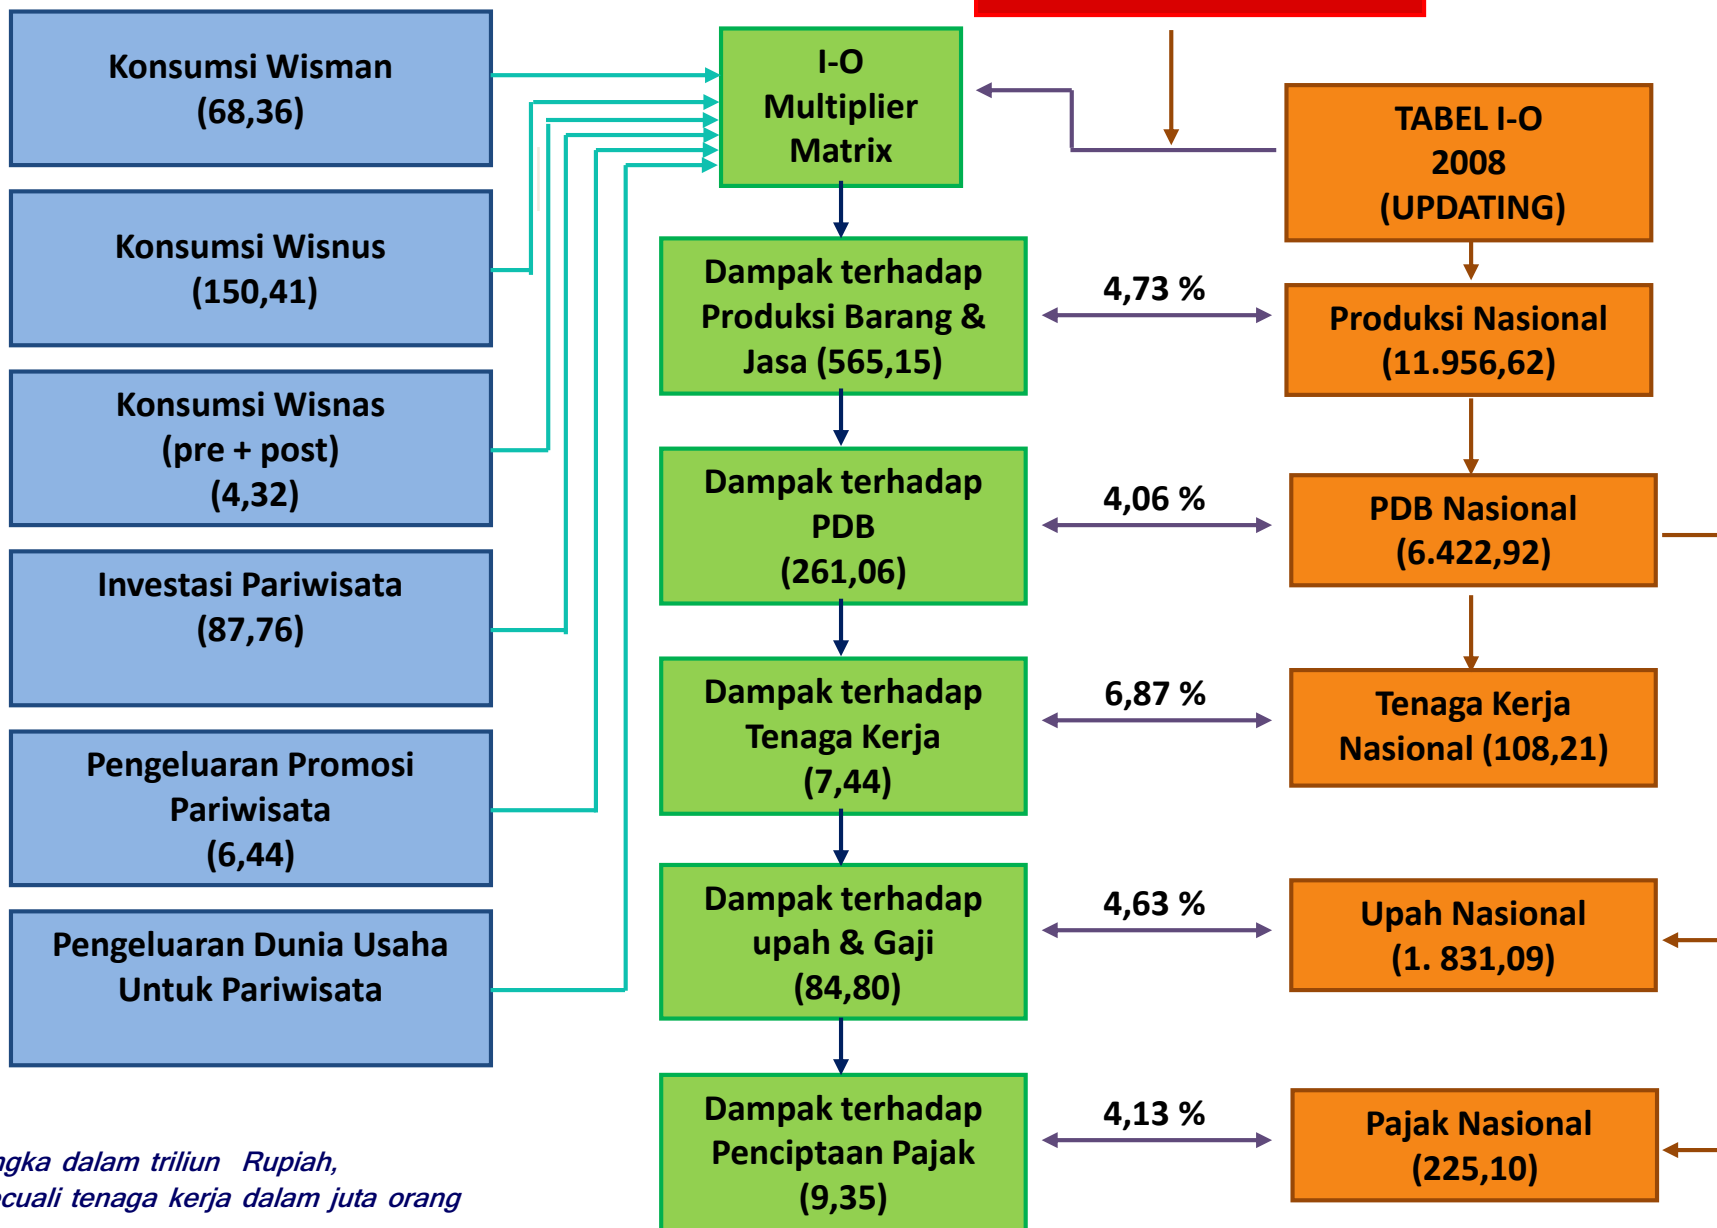 Konsumsi Wisman
(68,36)
Konsumsi Wisnus
(150,41)
Konsumsi Wisnas
(pre + post)
(4,32)
Investasi Pariwisata
(87,76)
Pengeluaran Promosi
Pariwisata
(6,44)
Pengeluaran Dunia Usaha
Untuk Pariwisata
I-O
Multiplier
Matrix
Dampak terhadap
Produksi Barang &
Jasa (565,15)
Dampak terhadap
PDB
(261,06)
Dampak terhadap
Tenaga Kerja
(7,44)
Dampak terhadap
upah & Gaji
(84,80)
Dampak terhadap
Penciptaan Pajak
(9,35)
4,73 %
4,06 %
6,87 %
4,63 %
4,13 %
TABEL I-O
2008
(UPDATING)
Produksi Nasional
(11.956,62)
PDB Nasional
(6.422,92)
Tenaga Kerja
Nasional (108,21)
Upah Nasional
(1. 831,09)
Pajak Nasional
(225,10)
ngka dalam triliun Rupiah,
ecuali tenaga kerja dalam juta orang